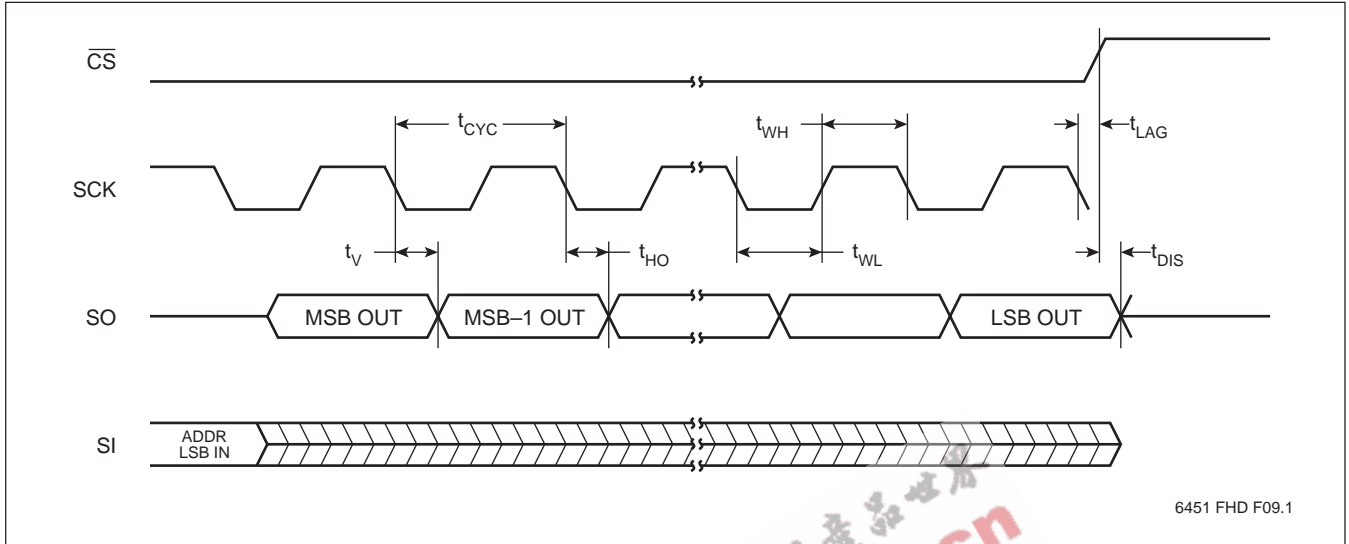 CS
tCYC
tWH
tLAG
SCK
tV
tHO
tWL
tDIS
SO
MSB OUT
MSB–1 OUT
LSB OUT
SI
ADDR
LSB IN
6451 FHD F09.1